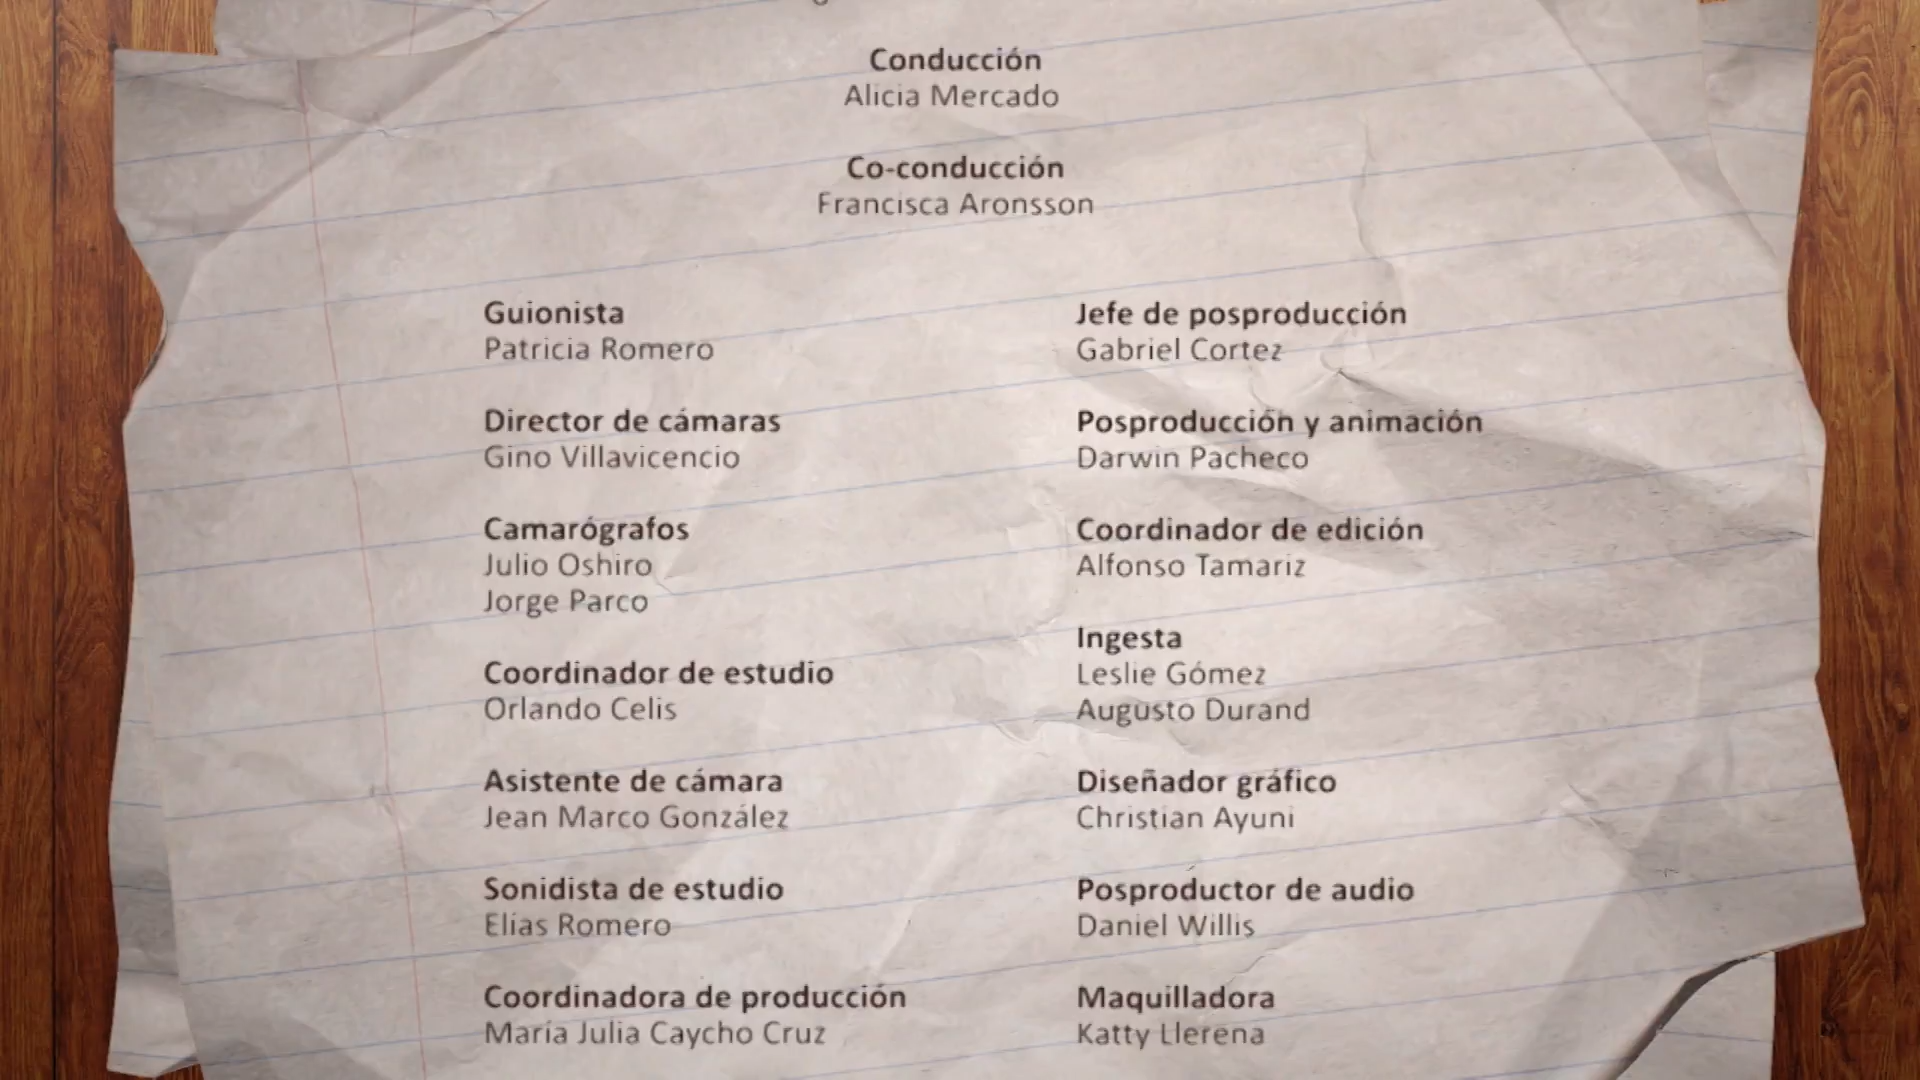 Conducción
Alicia Mercado
Co-conducción
Francisca Aronsson
Guionista
Patricia Romero
Director de cámaras
Gino Villavicencio
Camarógrafos
Julio Oshiro
Jorge Parco
Coordinador de estudio
Orlando Celis
Asistente de cámara
Jean Marco González
Sonidista de estudio
Elías Romero
Coordinadora de producción
María Julia Caycho Cruz
Jefe de posproducción
Gabriel Cortez
Posproducción y animación
Darwin Pacheco
Coordinador de edición
Alfonso Tamariz
Ingesta
Leslie Gómez
Augusto Durand
Diseñador gráfico
Christian Ayuni
Posproductor de audio
Daniel Willis
Maquilladora
Katty Llerena